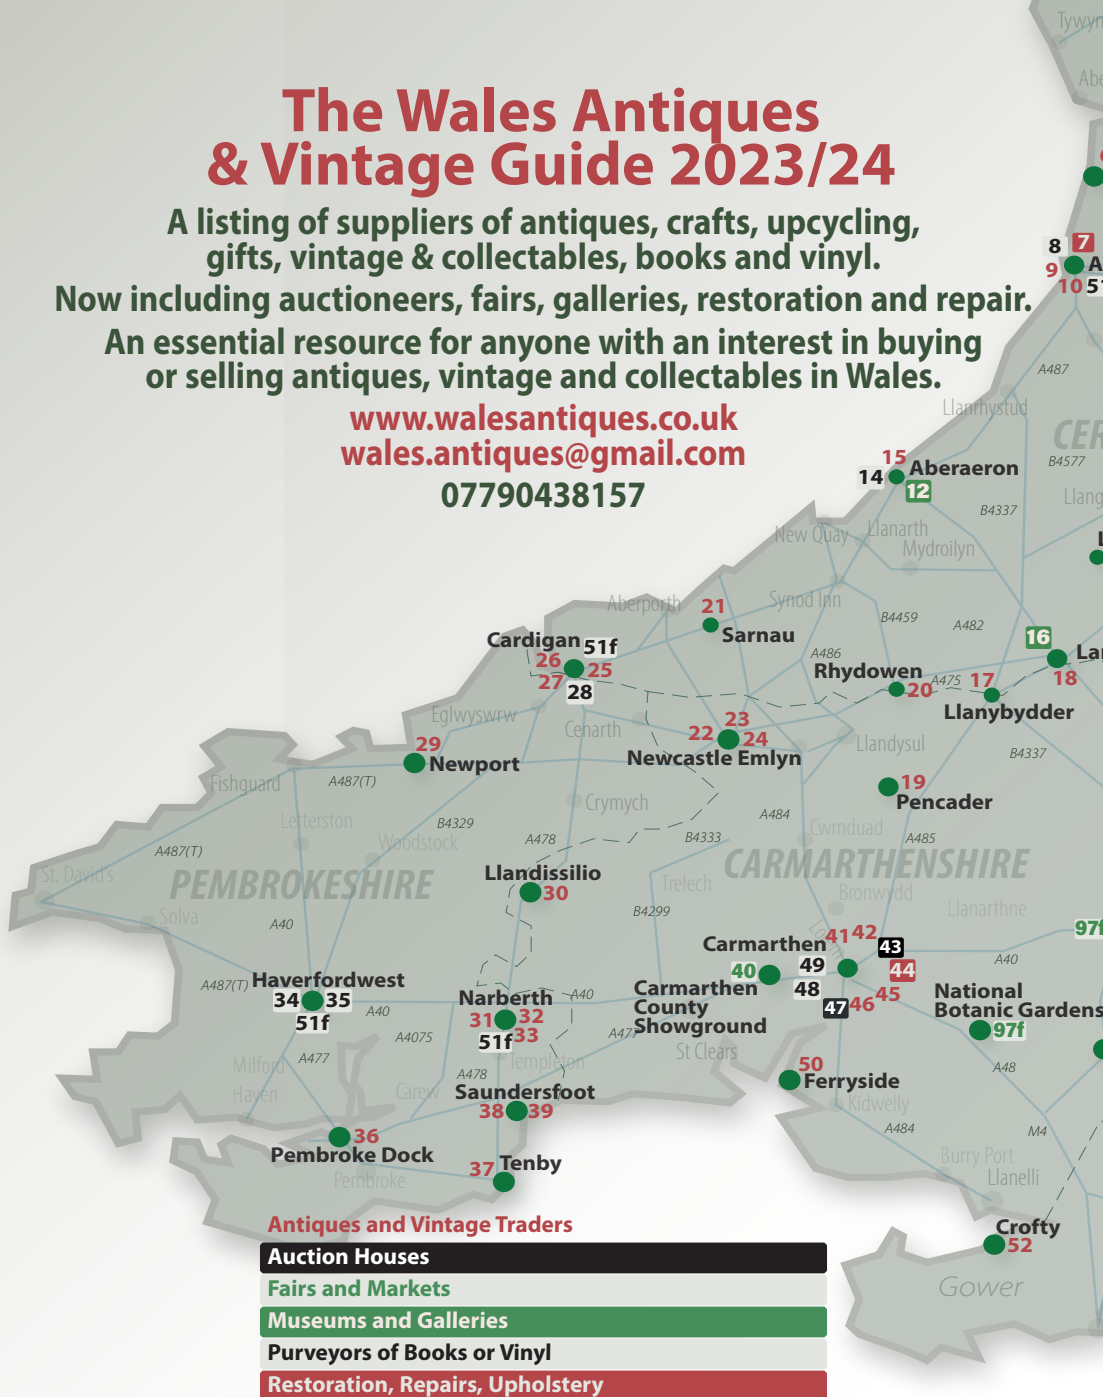 The Wales Antiques
& Vintage Guide 2023/24
A listing of suppliers of antiques, crafts, upcycling,
gifts, vintage & collectables, books and vinyl.
Now including auctioneers, fairs, galleries, restoration and repair.
An essential resource for anyone with an interest in buying
or selling antiques, vintage and collectables in Wales.
www.walesantiques.co.uk
wales.antiques@gmail.com
07790438157
Tywyn
8 7
9
10
A487
Llanrhystud
B4577
15
14 Aberaeron
12
B4337
New Quay Llanarth
Mydroilyn
Aberporth
21
Sarnau
Synod Inn
B4459
A482
16
Cardigan 51f
26 25
27 28
A486
Rhydowen
20
A475
17
18
Llanybydder
Eglwyswrw
Cenarth
23
22 24
Newcastle Emlyn
Llandysul
B4337
29
Newport
Fishguard
A487(T)
19
Pencader
Crymych
Letterston
B4329
Woodstock
A478
B4333
A484
Cwmduad
A485
A487(T)
St. David's
PEMBROKESHIRE
Llandissilio
30
CARMARTHENSHIRE
Trelech
Bronwydd
Llanarthne
Solva
A40
B4299
41 42 43
Carmarthen
49 44
40
48
47 46 45
Carmarthen
County
Showground
A40
National
Botanic Gardens
97f
A487(T)
Haverfordwest
34 35
51f
A40
Narberth
31 32
33
51f
A40
A4075
A477
Templeton
St Clears
Milford
Haven
A477
A478
Carew
Saundersfoot
38 39
50
Ferryside
A48
Kidwelly
A484
M4
36
Pembroke Dock
Pembroke
37 Tenby
Burry Port
Llanelli
Crofty
52
Gower
Antiques and Vintage Traders
Auction Houses
Fairs and Markets
Museums and Galleries
Purveyors of Books or Vinyl
Restoration, Repairs, Upholstery